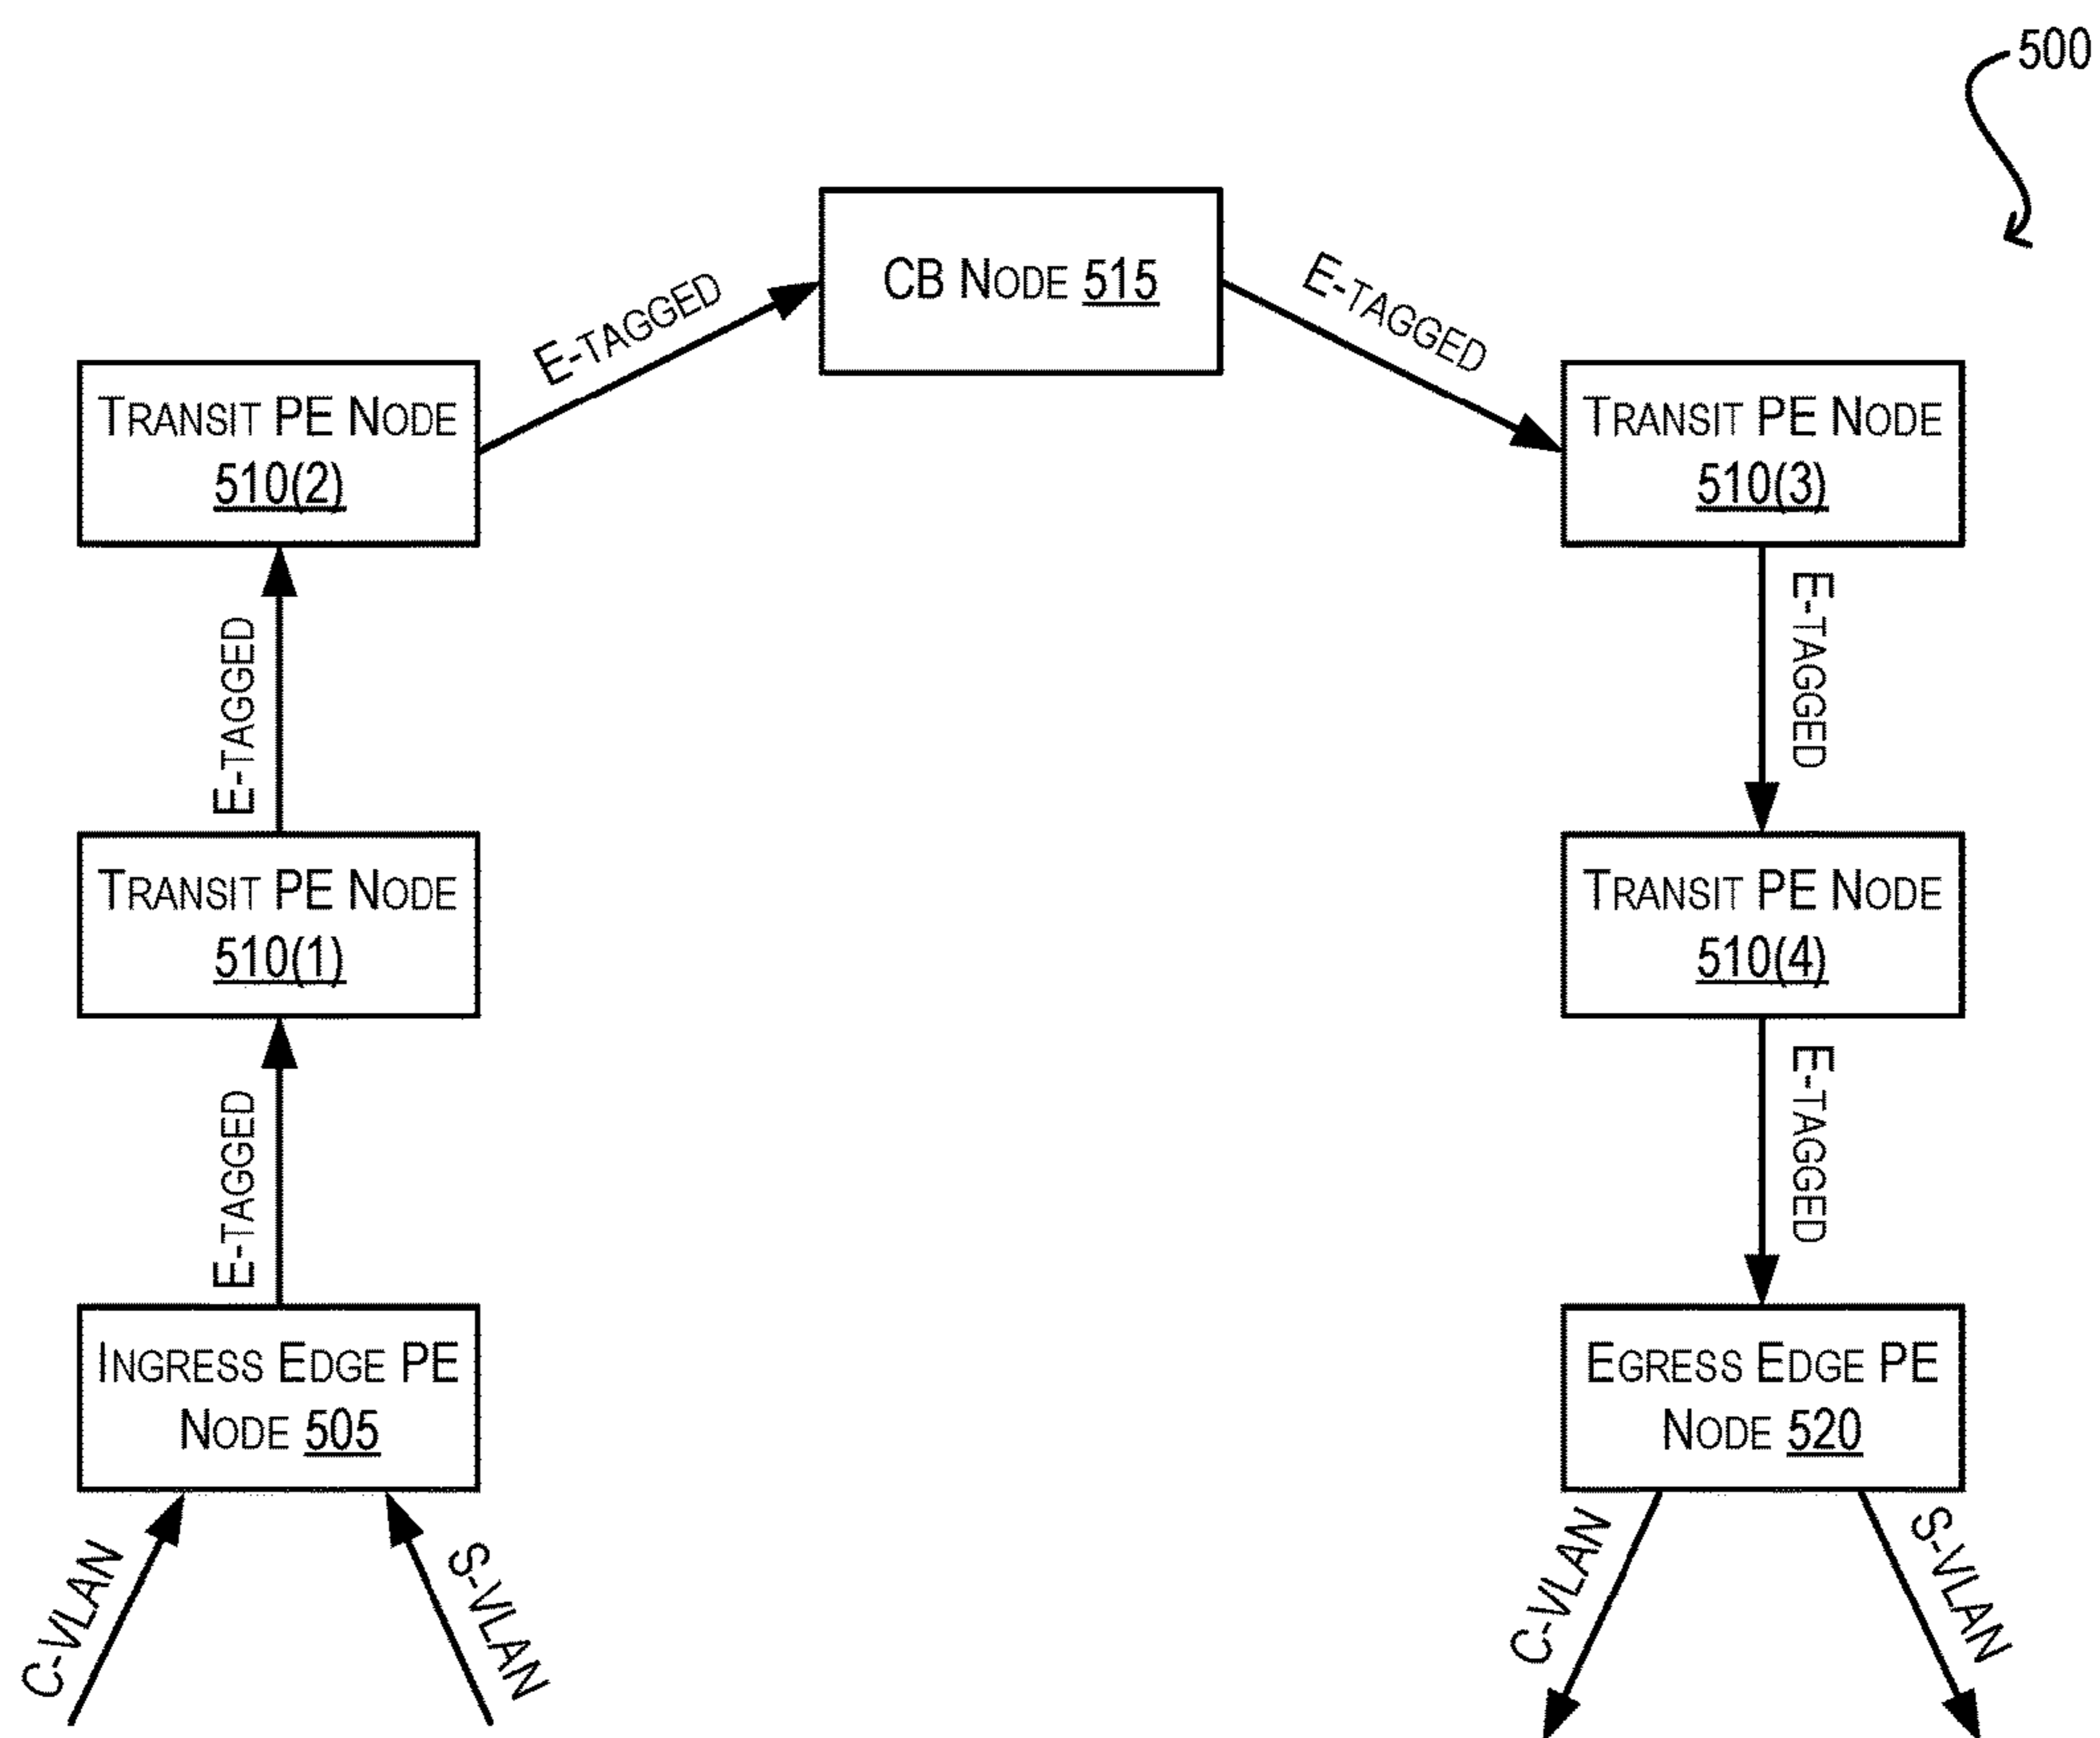 500
CB NODE 515
E-TAGGED
E-TAGGED
TRANSIT PE NODE
510(2)
TRANSIT PE NODE
510(3)
E-TAGGED
E-TAGGED
TRANSIT PE NODE
510(1)
TRANSIT PE NODE
510(4)
E-TAGGED
E-TAGGED
INGRESS EDGE PE
NODE 505
EGRESS EDGE PE
NODE 520
C-VLAN
S-VLAN
C-VLAN
S-VLAN